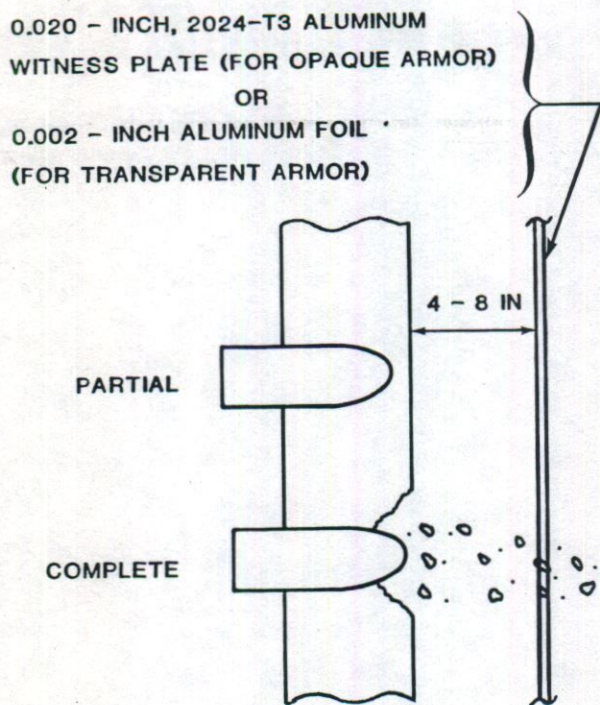 0.020 - INCH, 2024-T3 ALUMINUM
WITNESS PLATE (FOR OPAQUE ARMOR)
OR
0.002 - INCH ALUMINUM FOIL
(FOR TRANSPARENT ARMOR)
4 - 8 IN
PARTIAL
COMPLETE